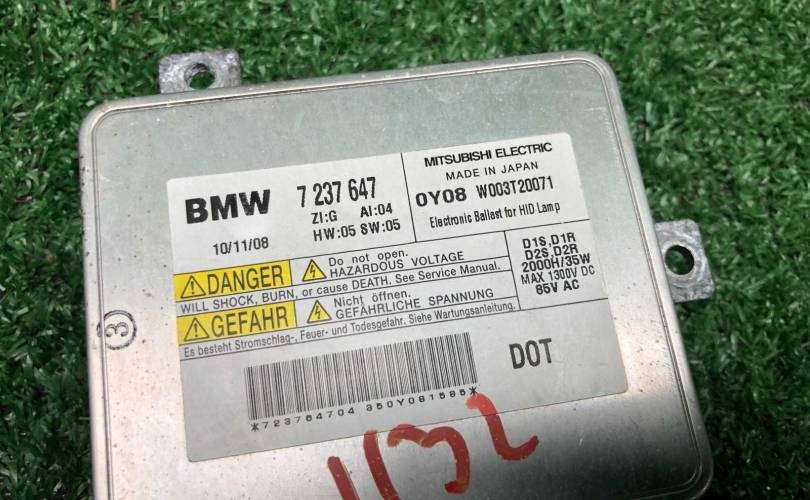 BMW 7 237 647
ZI:G AI:04
10/11/08 HW:05 SW:05
MITSUBISHI ELECTRIC
MADE IN JAPAN
0Y08 W003T20071
Electronic Ballast for HID Lamp
DANGER Do not open.
HAZARDOUS VOLTAGE
WILL SHOCK, BURN, or cause DEATH. See Service Manual.
GEFAHR Nicht öffnen.
GEFÄHRLICHE SPANNUNG
Es besteht Stromschlag-, Feuer- und Todesgefahr. Siehe Wartungsanleitung.
D1S,D1R
D2S,D2R
2000H/35W
MAX 1300V DC
85V AC
DOT
*723764704 350Y081595*
3
1132